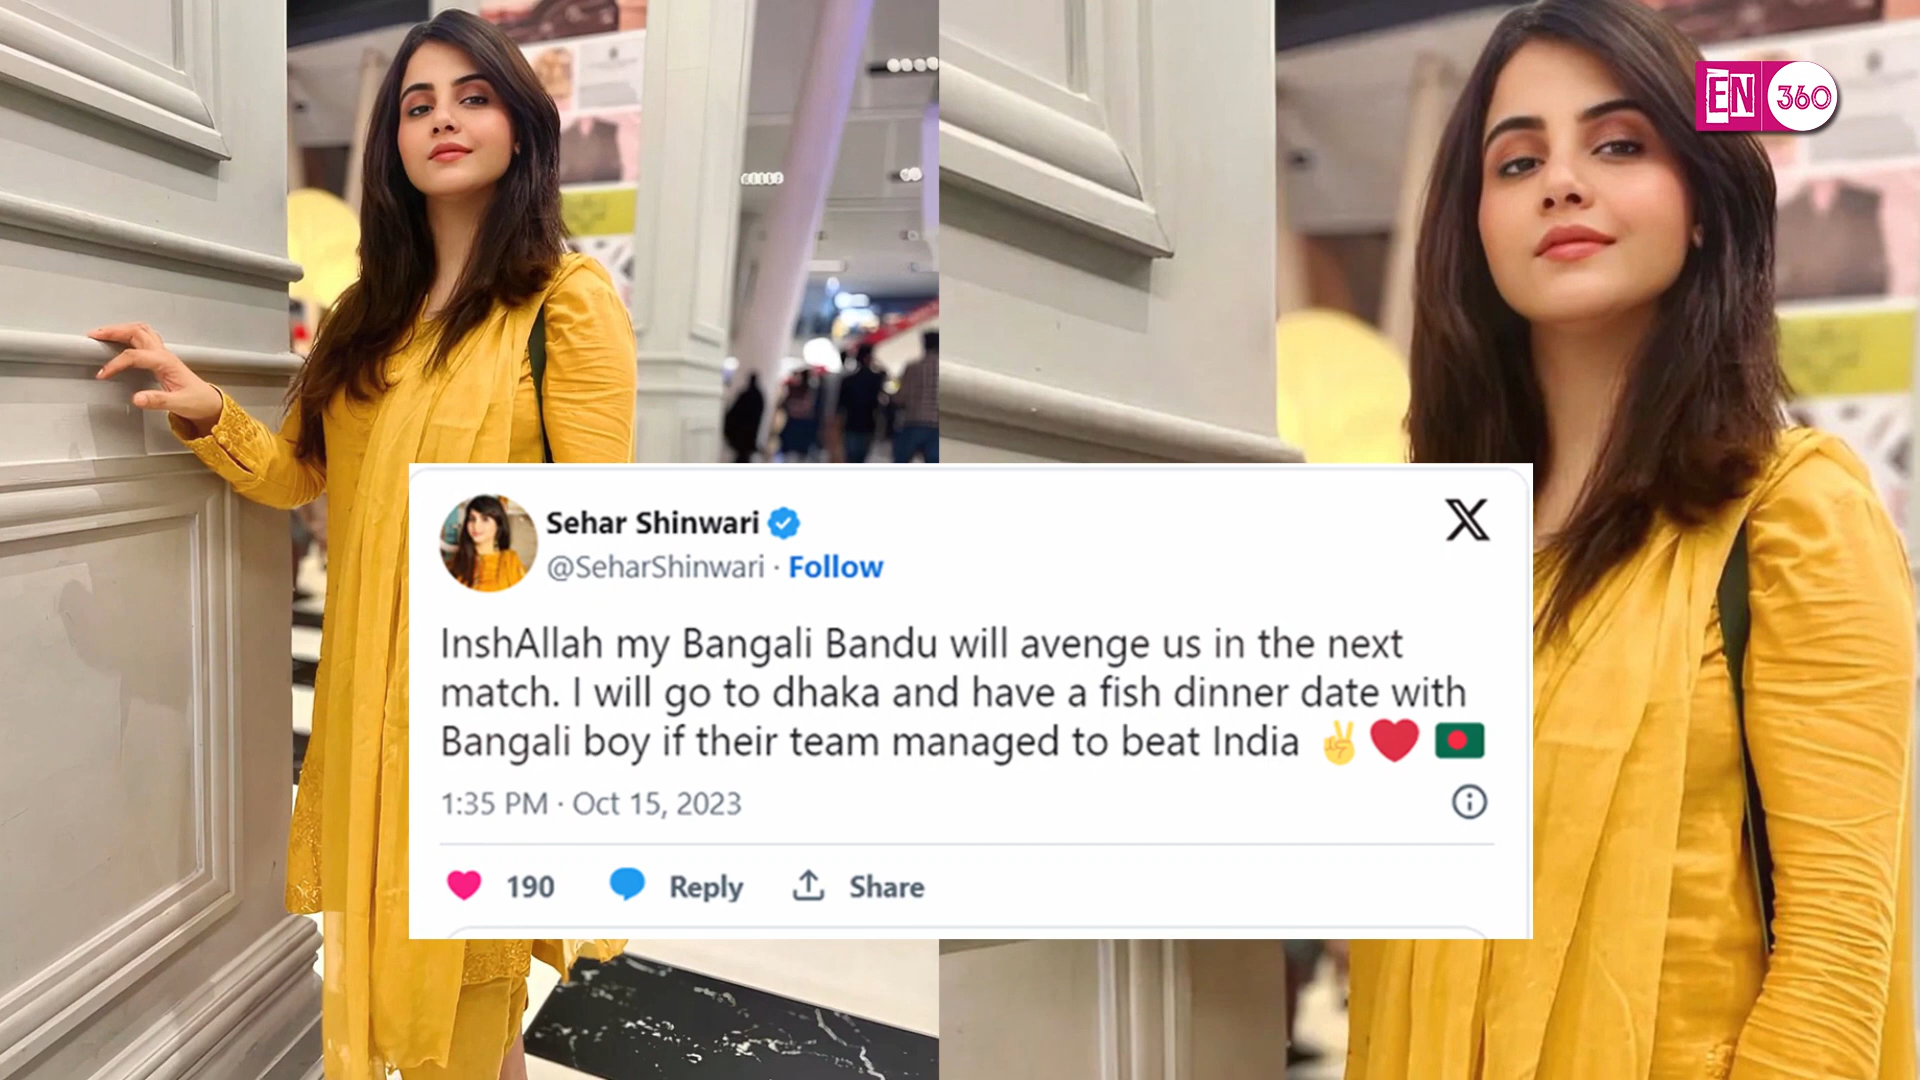 EN 360
Sehar Shinwari
@SeharShinwari · Follow
InshAllah my Bangali Bandu will avenge us in the next
match. I will go to dhaka and have a fish dinner date with
Bangali boy if their team managed to beat India ✌️❤️ 🇧🇩
1:35 PM · Oct 15, 2023
190 Reply Share